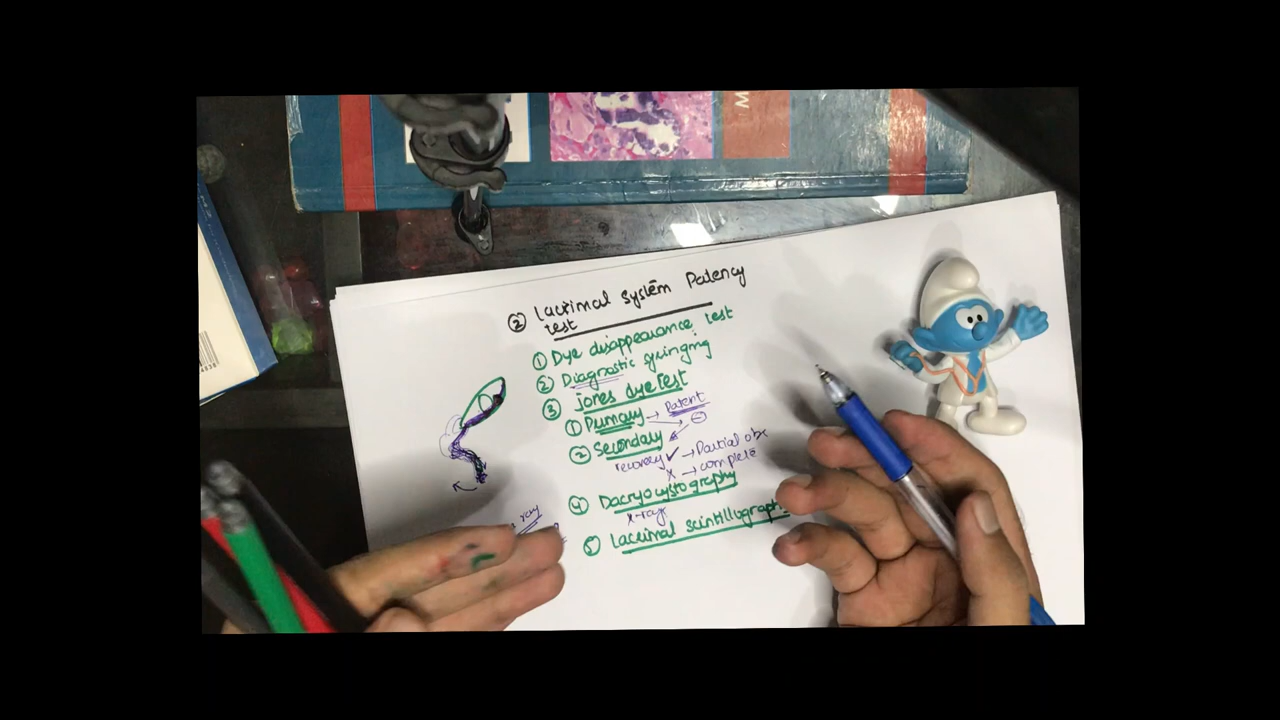 M
② Lacrimal System Patency
test
① Dye disappearance test
② Diagnostic syringing
③ Jones dye test
① Primary → Patent
⊖
② Secondary
recovery ✓ → Partial obx
x → complete
④ Dacryocystography
x-rays
x ray
⑤ Lacrimal scintillography